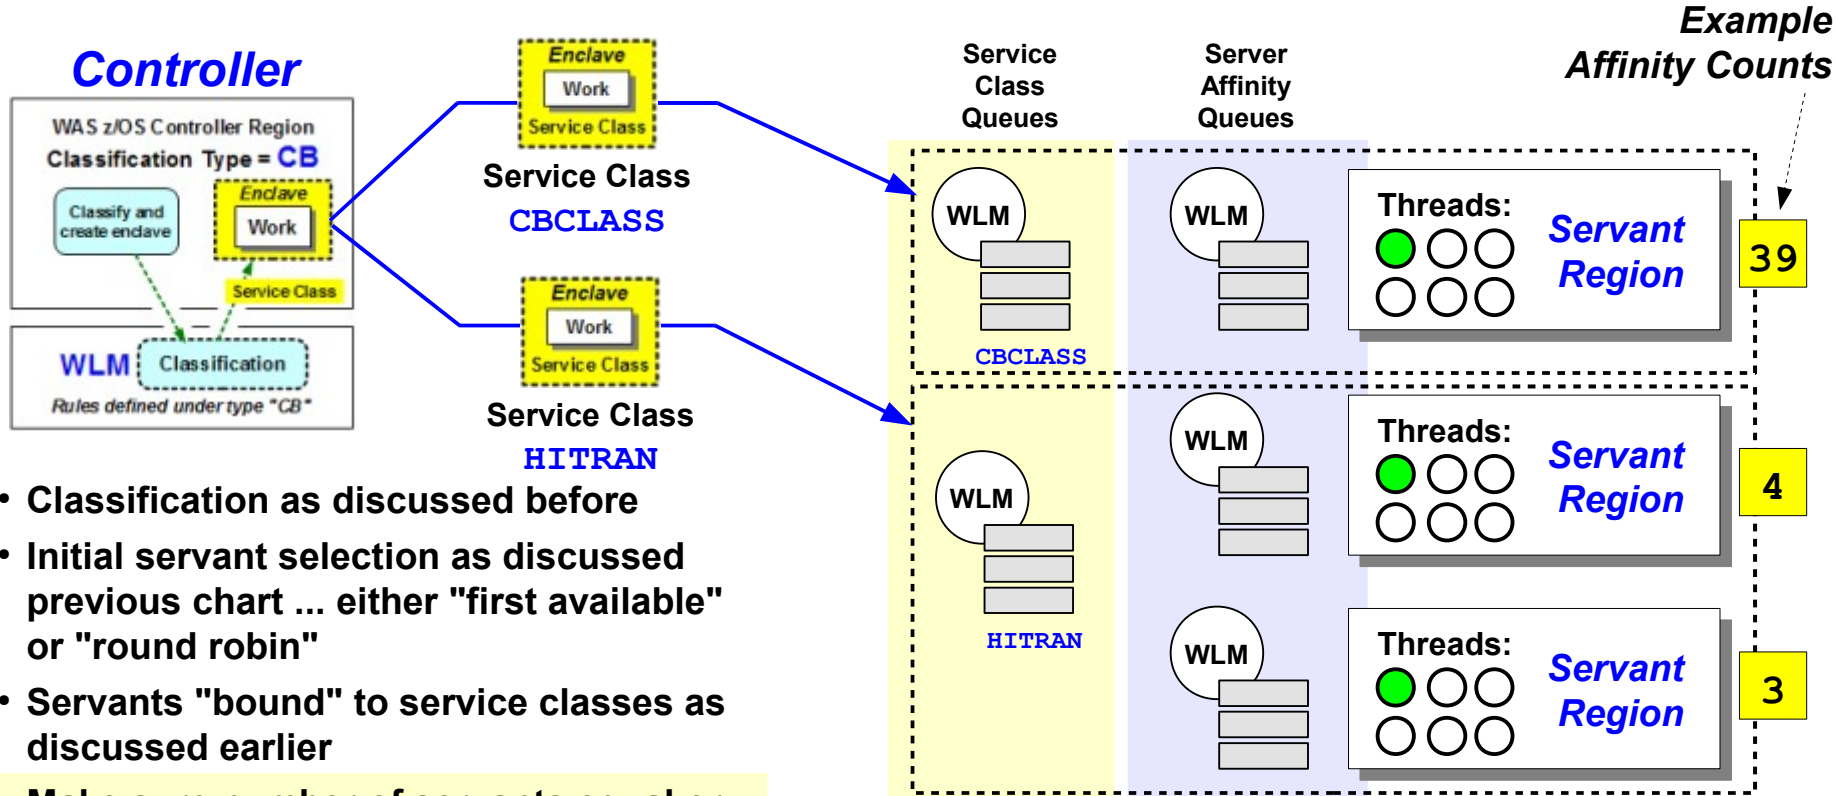 Example
Affinity Counts
Controller
WAS z/OS Controller Region
Classification Type = CB
Classify and
create enclave
Enclave
Work
Service Class
WLM
Classification
Rules defined under type "CB"
Enclave
Work
Service Class
Service Class
CBCLASS
Enclave
Work
Service Class
Service Class
HITRAN
Service
Class
Queues
Server
Affinity
Queues
WLM
CBCLASS
WLM
Threads:
Servant
Region
39
WLM
HITRAN
WLM
Threads:
Servant
Region
4
WLM
Threads:
Servant
Region
3
• Classification as discussed before
• Initial servant selection as discussed
previous chart ... either "first available"
or "round robin"
• Servants "bound" to service classes as
discussed earlier